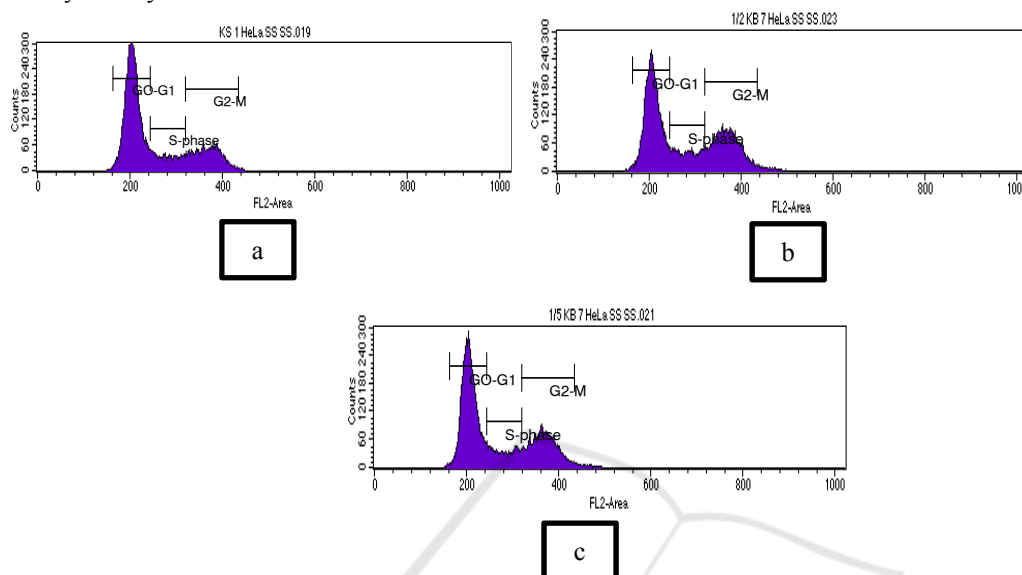 KS 1 HeLa SS SS.019
Counts
0 60 120 180 240 300
GO-G1
G2-M
S-phase
0 200 400 600 800 1000
FL2-Area
a
1/2 KB 7 HeLa SS SS.023
Counts
0 60 120 180 240 300
GO-G1
G2-M
S-phase
0 200 400 600 800 1000
FL2-Area
b
1/5 KB 7 HeLa SS SS.021
Counts
0 60 120 180 240 300
GO-G1
G2-M
S-phase
0 200 400 600 800 1000
FL2-Area
c